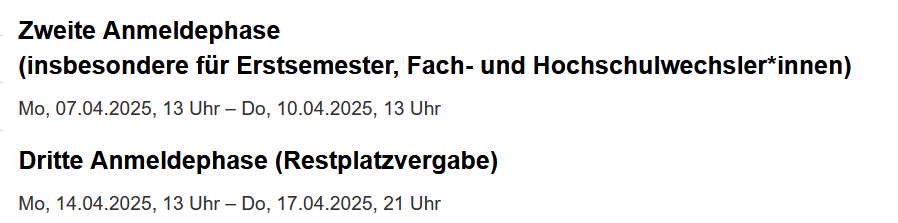 Zweite Anmeldephase
(insbesondere für Erstsemester, Fach- und Hochschulwechsler*innen)
Mo, 07.04.2025, 13 Uhr – Do, 10.04.2025, 13 Uhr
Dritte Anmeldephase (Restplatzvergabe)
Mo, 14.04.2025, 13 Uhr – Do, 17.04.2025, 21 Uhr